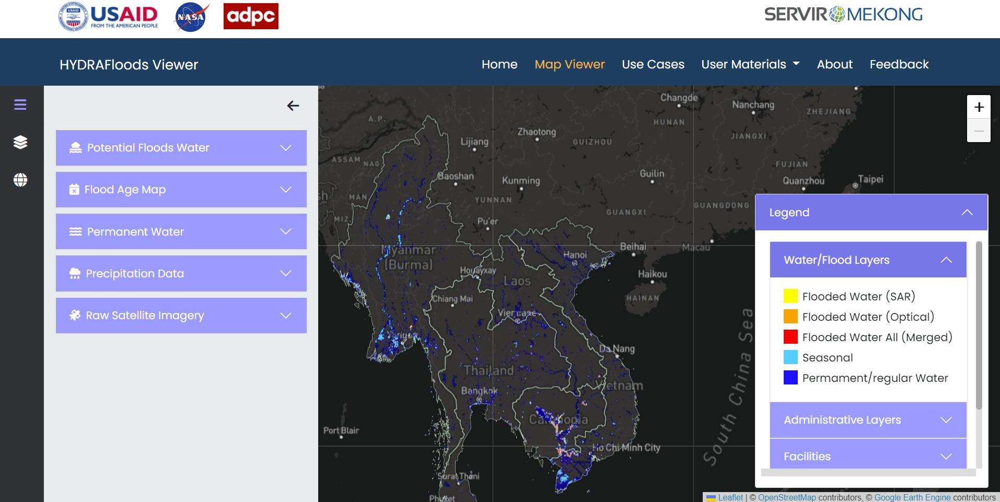 USAID
FROM THE AMERICAN PEOPLE
NASA
adpc
SERVIR MEKONG
HYDRAFloods Viewer
Home
Map Viewer
Use Cases
User Materials
About
Feedback
Potential Floods Water
Flood Age Map
Permanent Water
Precipitation Data
Raw Satellite Imagery
Changde
Nanchang
ZHEJIANG
A.P.
HUNAN
Zhaotong
Lijiang
GUIZHOU
JIANGXI
ASSAM
NAG.
FUJIAN
Baoshan
Guilin
Kunming
Quanzhou
Taipei
sh
MAN
YUNNAN
GUANGXI
GUANGDONG
MIZ.
Pu'er
Myanmar
(Burma)
Beihai
Macau
Hanoi
Houayxay
Haikou
Laos
Chiang Mai
HAINAN
Vientiane
Da Nang
Thailand
Vietnam
Bangkok
Cambodia
Port Blair
Ho Chi Minh City
South China Sea
Surat Thani
Phuket
+
−
Legend
Water/Flood Layers
Flooded Water (SAR)
Flooded Water (Optical)
Flooded Water All (Merged)
Seasonal
Permament/regular Water
Administrative Layers
Facilities
Leaflet | © OpenStreetMap contributors, © Google Earth Engine contributors